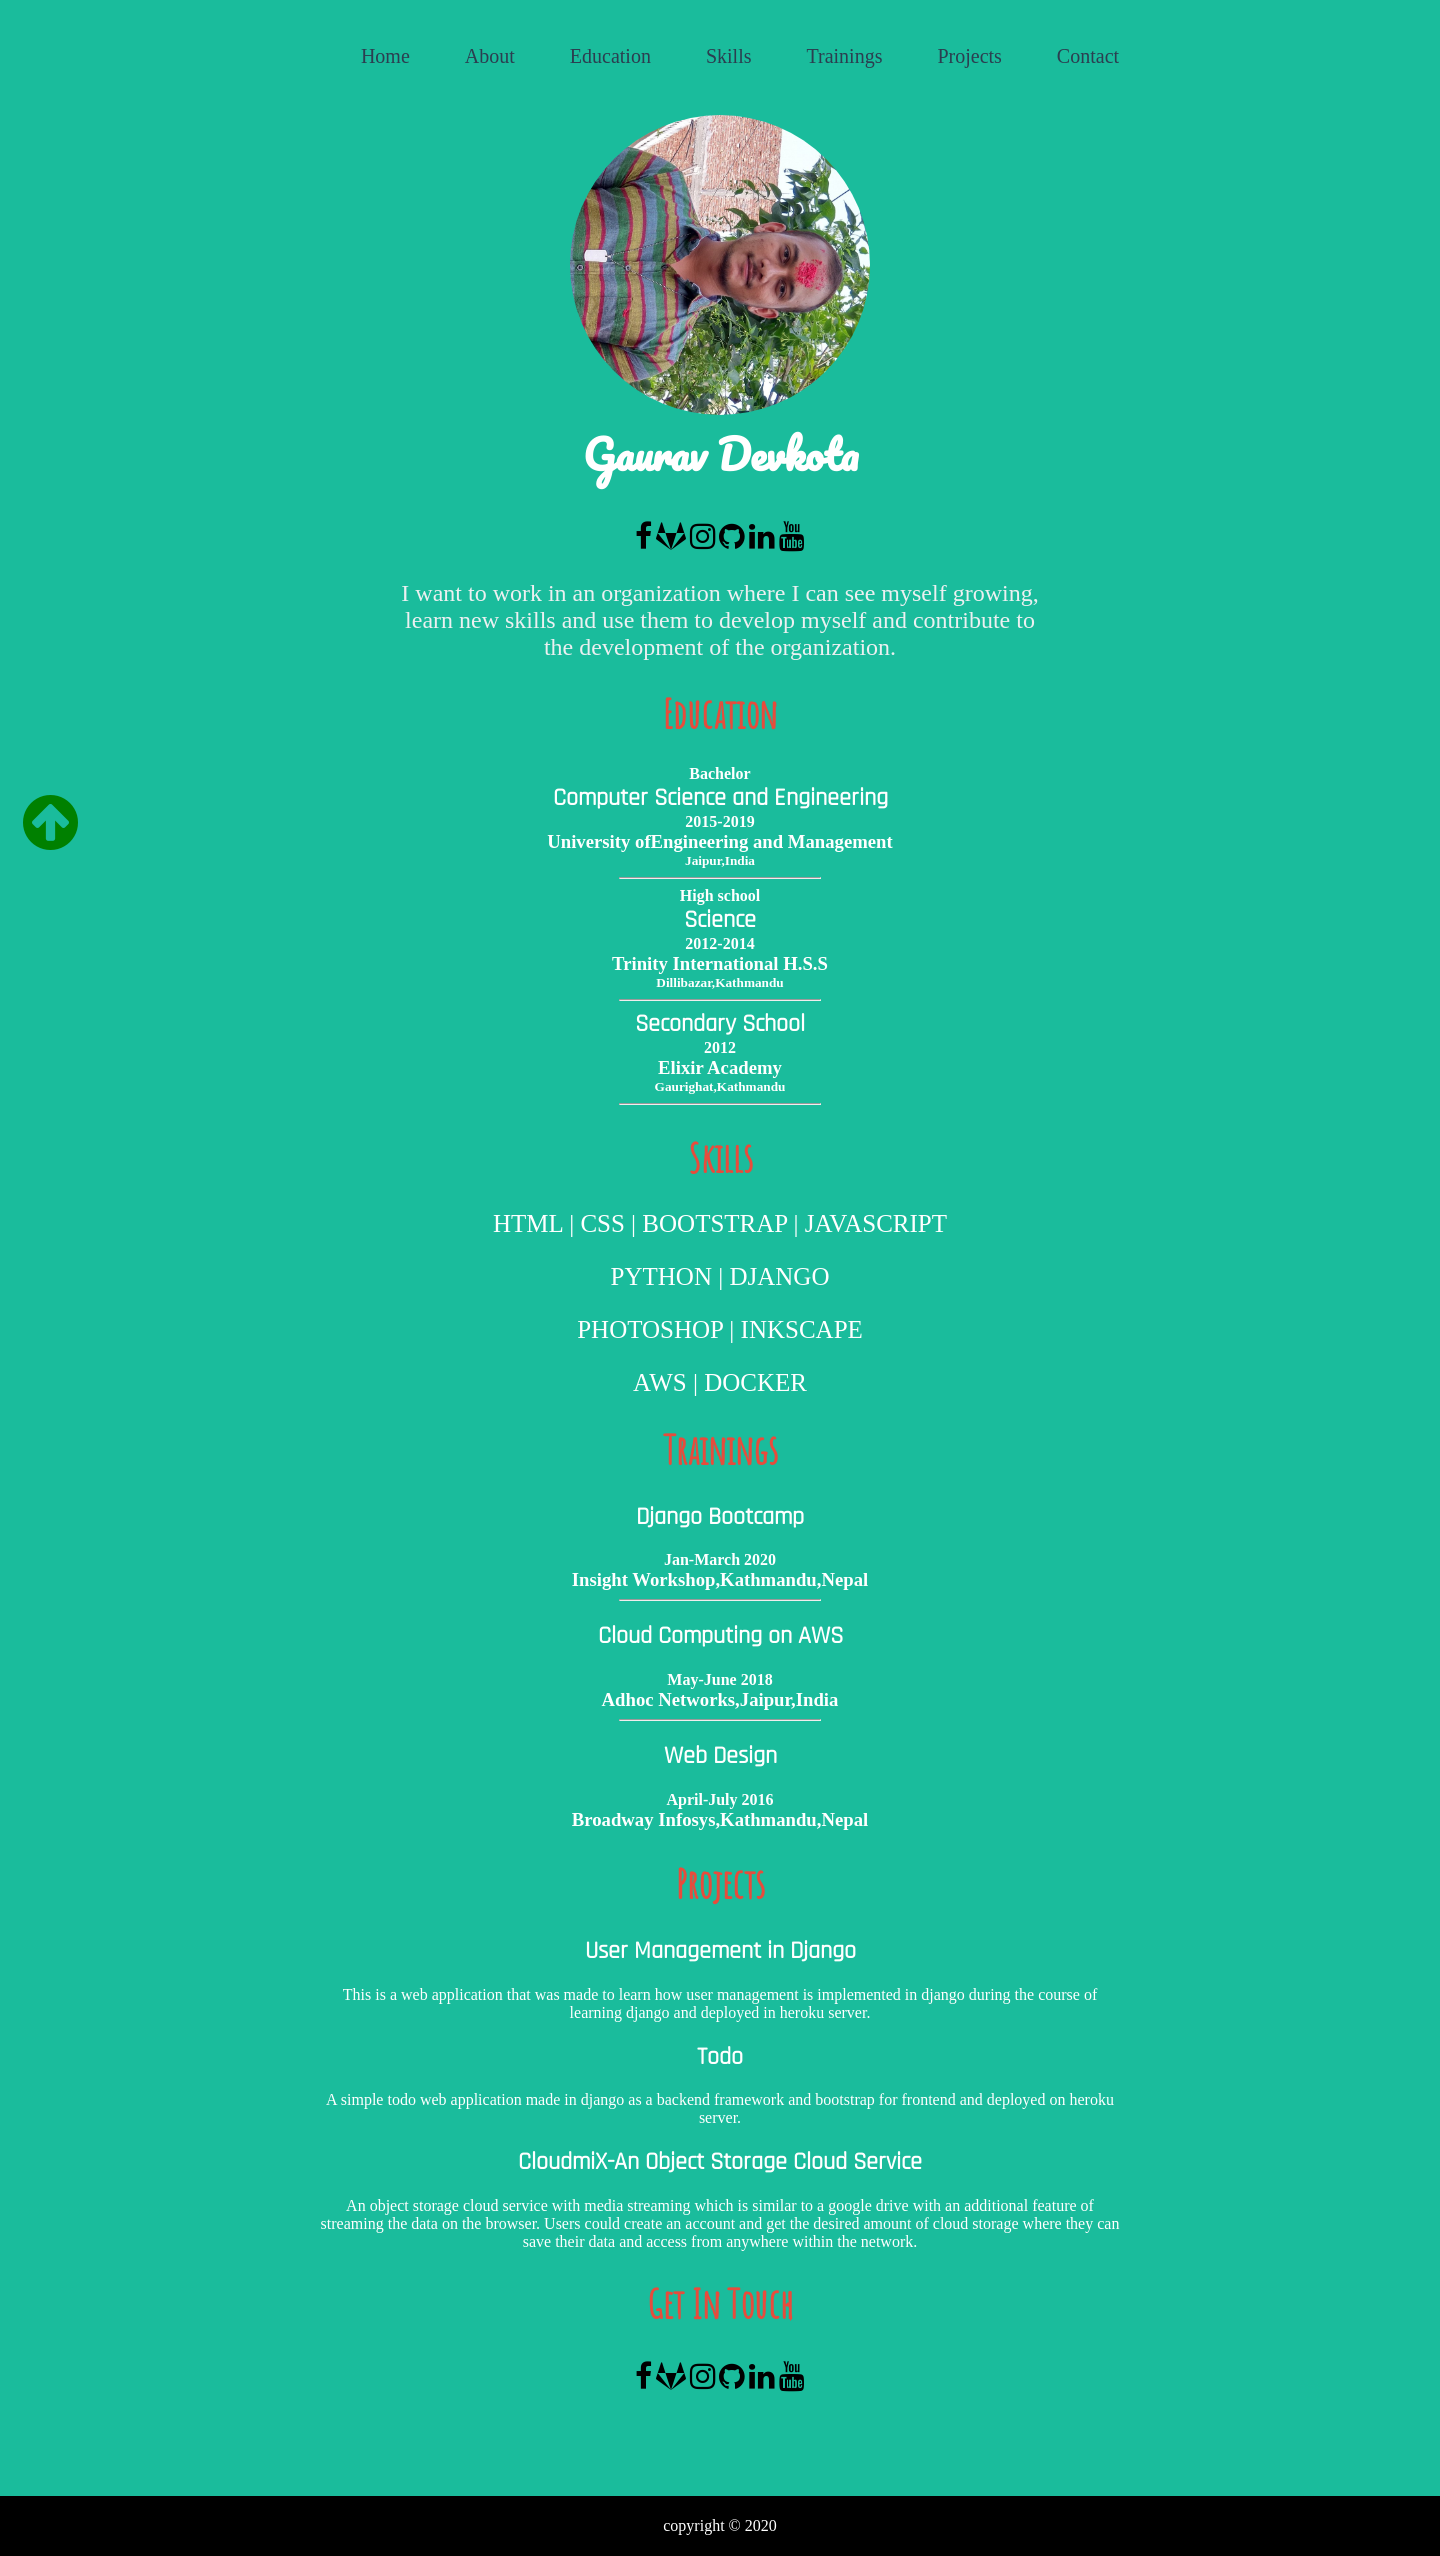 Home About Education Skills Trainings Projects Contact
Gaurav Devkota
You
Tube
I want to work in an organization where I can see myself growing,
learn new skills and use them to develop myself and contribute to
the development of the organization.
Education
Bachelor
Computer Science and Engineering
2015-2019
University ofEngineering and Management
Jaipur,India
High school
Science
2012-2014
Trinity International H.S.S
Dillibazar,Kathmandu
Secondary School
2012
Elixir Academy
Gaurighat,Kathmandu
Skills
HTML | CSS | BOOTSTRAP | JAVASCRIPT
PYTHON | DJANGO
PHOTOSHOP | INKSCAPE
AWS | DOCKER
Trainings
Django Bootcamp
Jan-March 2020
Insight Workshop,Kathmandu,Nepal
Cloud Computing on AWS
May-June 2018
Adhoc Networks,Jaipur,India
Web Design
April-July 2016
Broadway Infosys,Kathmandu,Nepal
Projects
User Management in Django
This is a web application that was made to learn how user management is implemented in django during the course of
learning django and deployed in heroku server.
Todo
A simple todo web application made in django as a backend framework and bootstrap for frontend and deployed on heroku
server.
CloudmiX-An Object Storage Cloud Service
An object storage cloud service with media streaming which is similar to a google drive with an additional feature of
streaming the data on the browser. Users could create an account and get the desired amount of cloud storage where they can
save their data and access from anywhere within the network.
Get In Touch
You
Tube
copyright © 2020